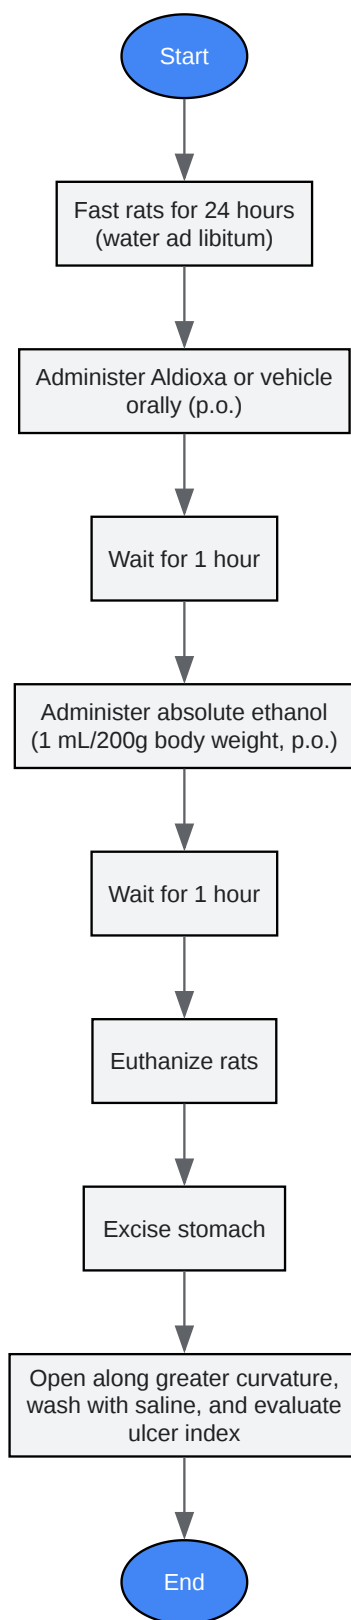 Start
Fast rats for 24 hours
(water ad libitum)
Administer Aldioxa or vehicle
orally (p.o.)
Wait for 1 hour
Administer absolute ethanol
(1 mL/200g body weight, p.o.)
Wait for 1 hour
Euthanize rats
Excise stomach
Open along greater curvature,
wash with saline, and evaluate
ulcer index
End